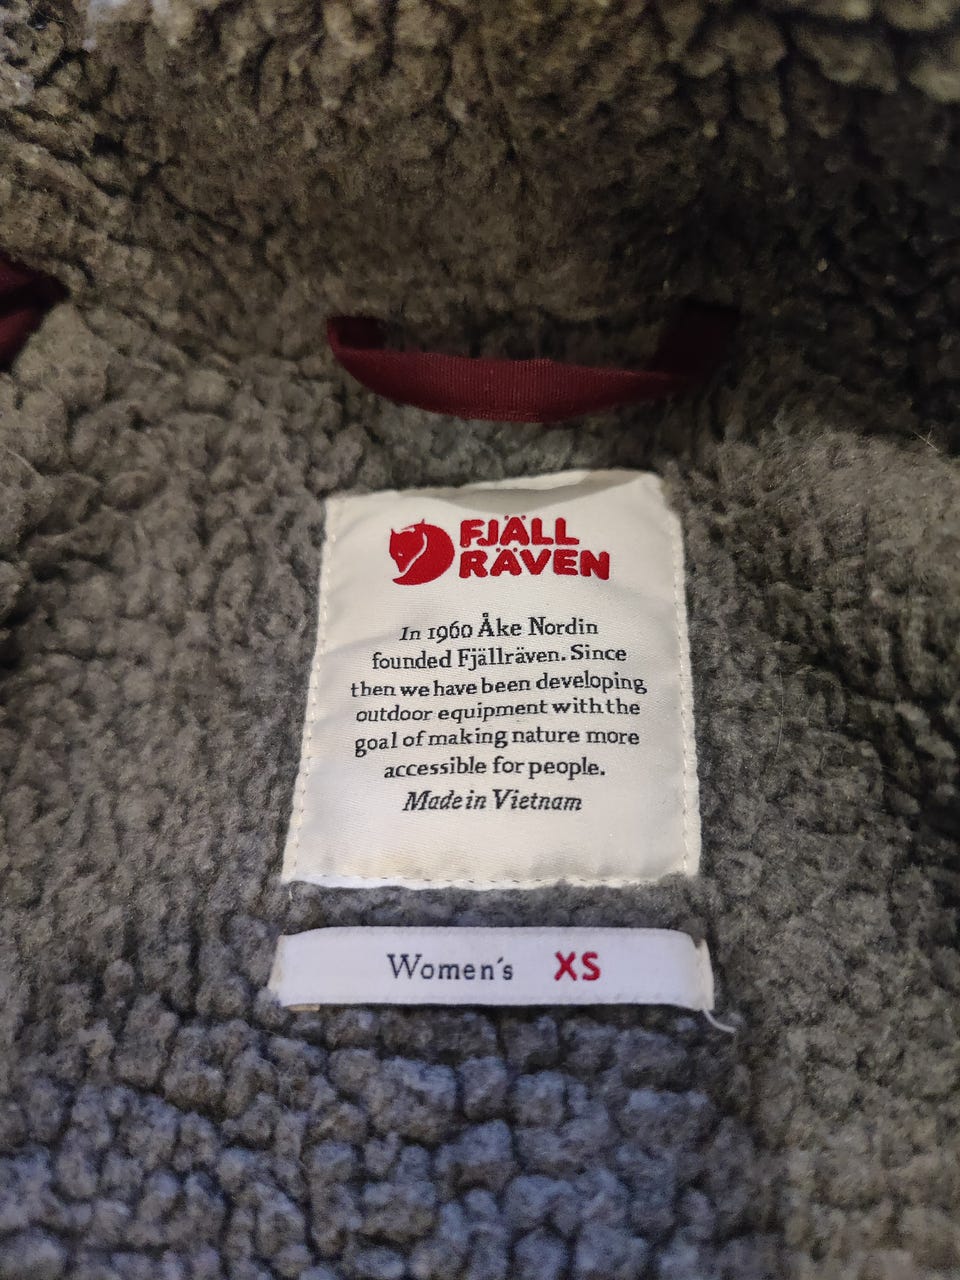 FJÄLL
RÄVEN
In 1960 Åke Nordin
founded Fjällräven. Since
then we have been developing
outdoor equipment with the
goal of making nature more
accessible for people.
Made in Vietnam
Women's XS